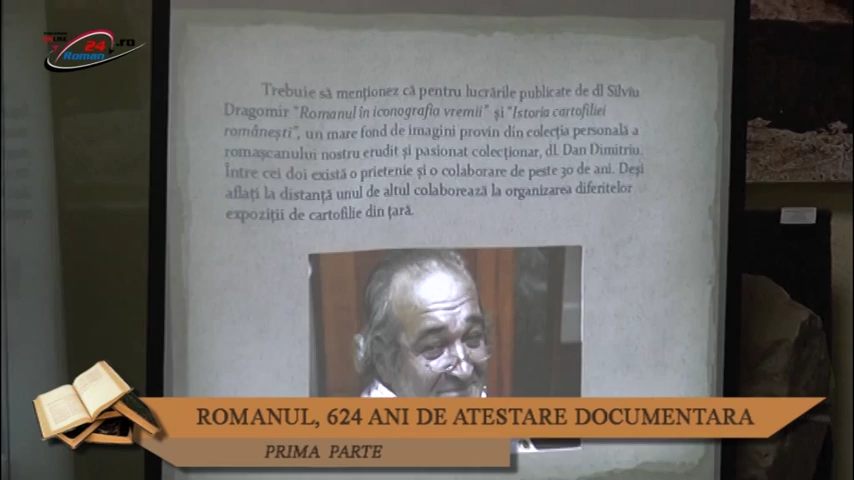 24.ro
Roman
Trebuie să menționez că pentru lucrările publicate de dl Silviu
Dragomir "Romanul în iconografia vremii" și "Istoria cartofiliei
românești", un mare fond de imagini provin din colecția personală a
romașcanului nostru erudit și pasionat colecționar, dl. Dan Dimitriu.
Între cei doi există o prietenie și o colaborare de peste 30 de ani. Deși
aflați la distanță unul de altul colaborează la organizarea diferitelor
expoziții de cartofilie din țară.
ROMANUL, 624 ANI DE ATESTARE DOCUMENTARA
PRIMA PARTE